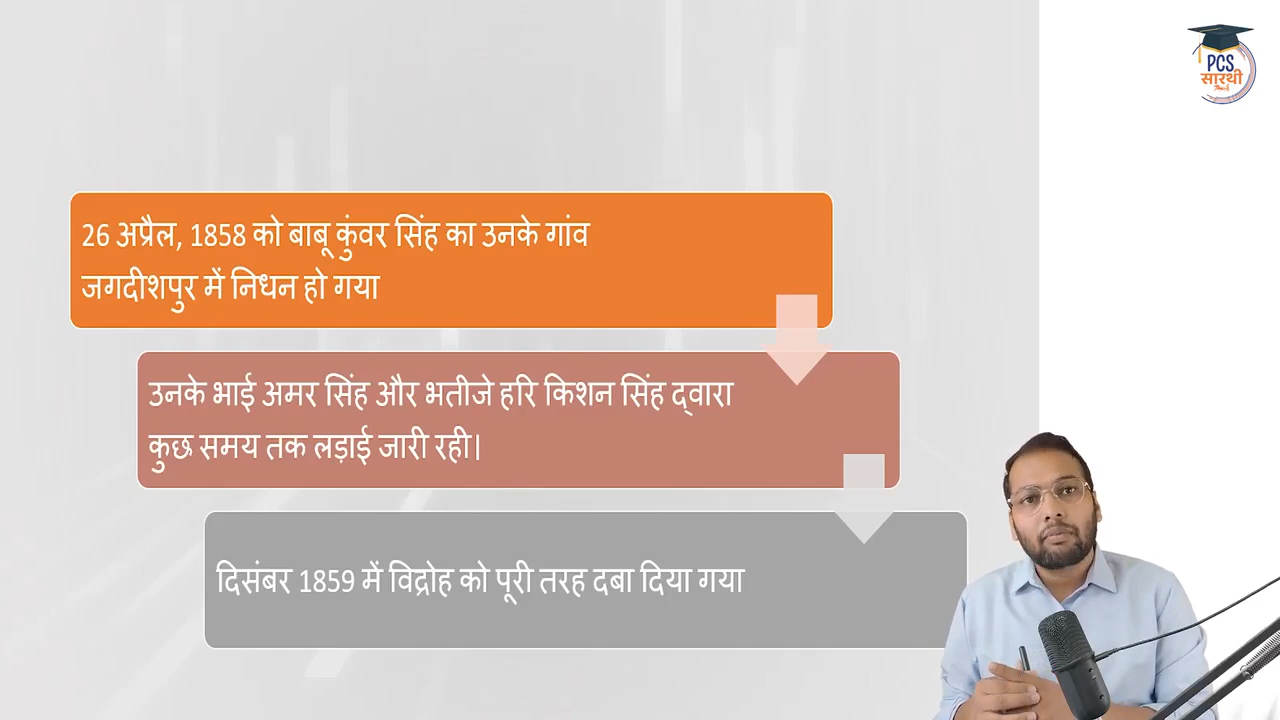 PCS
सारथी
26 अप्रैल, 1858 को बाबू कुंवर सिंह का उनके गांव
जगदीशपुर में निधन हो गया
उनके भाई अमर सिंह और भतीजे हरि किशन सिंह द्वारा
कुछ समय तक लड़ाई जारी रही।
दिसंबर 1859 में विद्रोह को पूरी तरह दबा दिया गया